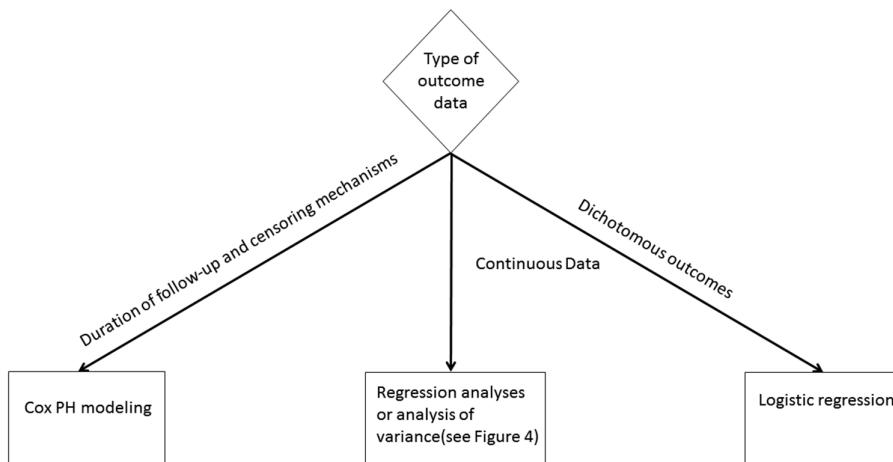 Type of
outcome
data
Duration of follow-up and censoring mechanisms
Continuous Data
Dichotomous outcomes
Cox PH modeling
Regression analyses
or analysis of
variance(see Figure 4)
Logistic regression